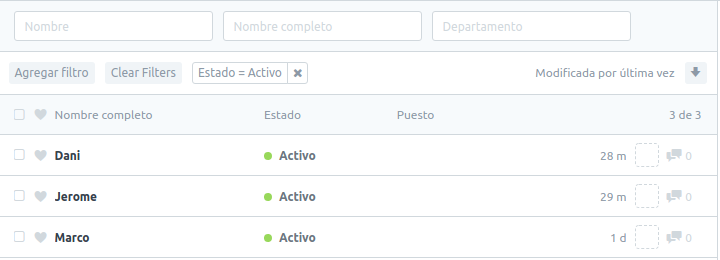 Nombre Nombre completo Departamento
Agregar filtro Clear Filters Estado = Activo Modificada por última vez
Nombre completo Estado Puesto 3 de 3
Dani Activo 28 m 0
Jerome Activo 29 m 0
Marco Activo 1 d 0